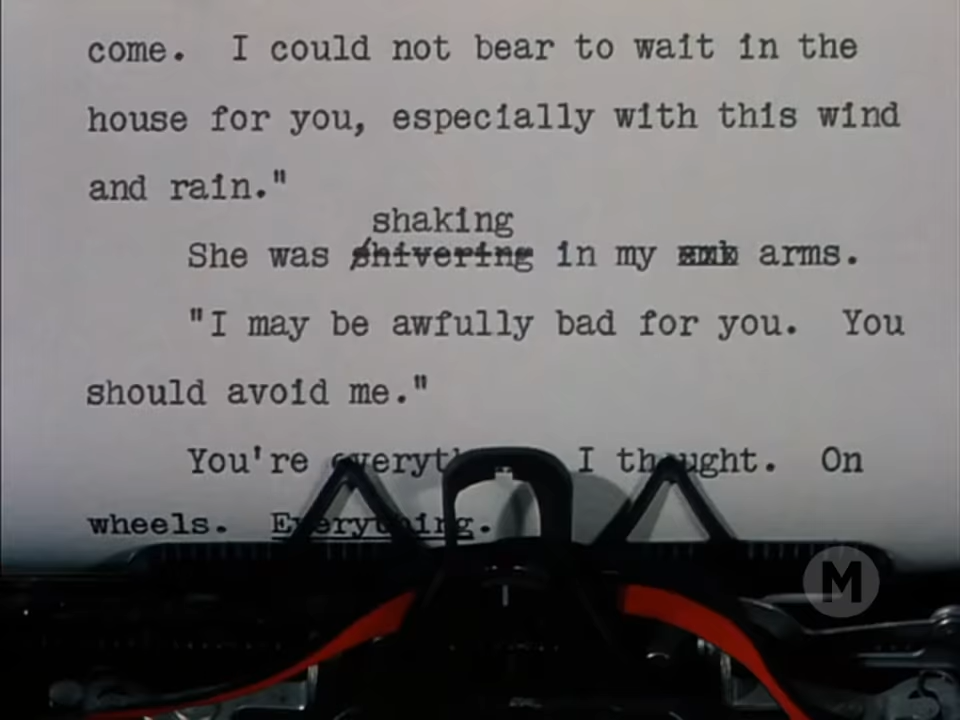 come. I could not bear to wait in the
house for you, especially with this wind
and rain."
shaking
She was shivering in my arms.
"I may be awfully bad for you. You
should avoid me."
You're everything I thought. On
wheels. Everything.
M